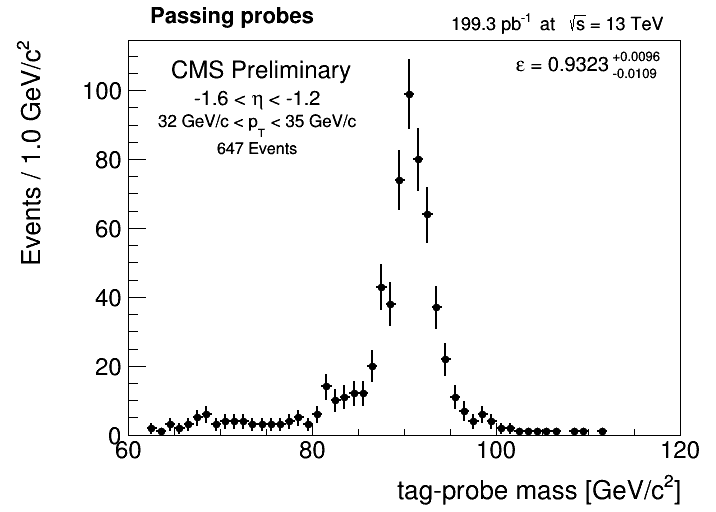 Passing probes
199.3 pb⁻¹ at √s = 13 TeV
CMS Preliminary
-1.6 < η < -1.2
32 GeV/c < p_T < 35 GeV/c
647 Events
ε = 0.9323 +0.0096 -0.0109
Events / 1.0 GeV/c²
100
80
60
40
20
0
60 80 100 120
tag-probe mass [GeV/c²]